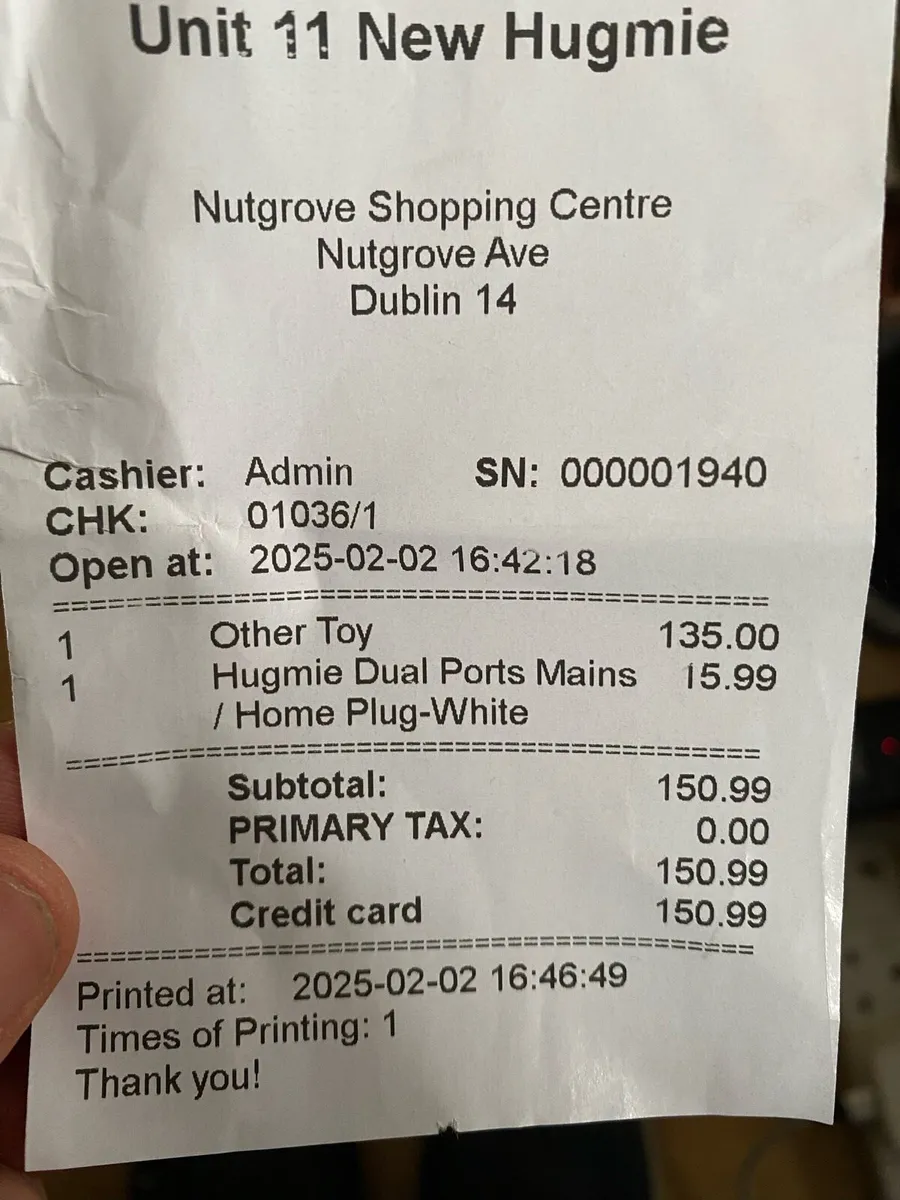 Unit 11 New Hugmie
Nutgrove Shopping Centre
Nutgrove Ave
Dublin 14
Cashier: Admin SN: 000001940
CHK: 01036/1
Open at: 2025-02-02 16:42:18
==========================================
1 Other Toy 135.00
1 Hugmie Dual Ports Mains 15.99
/ Home Plug-White
==========================================
Subtotal: 150.99
PRIMARY TAX: 0.00
Total: 150.99
Credit card 150.99
==========================================
Printed at: 2025-02-02 16:46:49
Times of Printing: 1
Thank you!